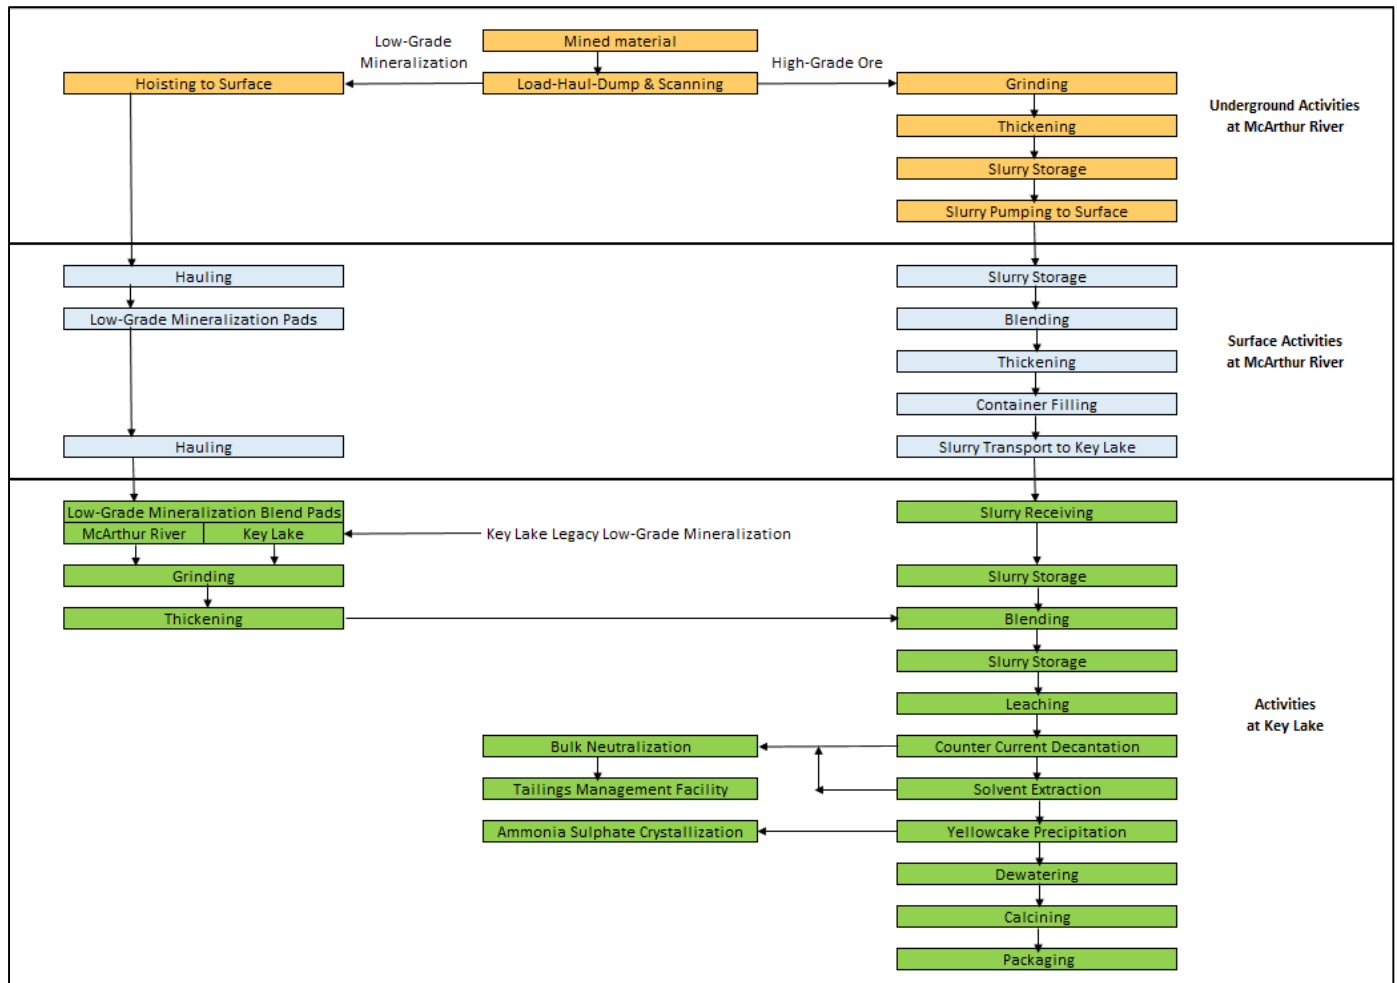 Mined material
Low-Grade
Mineralization
High-Grade Ore
Hoisting to Surface
Load-Haul-Dump & Scanning
Grinding
Thickening
Slurry Storage
Slurry Pumping to Surface
Underground Activities
at McArthur River
Hauling
Low-Grade Mineralization Pads
Hauling
Slurry Storage
Blending
Thickening
Container Filling
Slurry Transport to Key Lake
Surface Activities
at McArthur River
Low-Grade Mineralization Blend Pads
McArthur River
Key Lake
Key Lake Legacy Low-Grade Mineralization
Grinding
Thickening
Slurry Receiving
Slurry Storage
Blending
Slurry Storage
Leaching
Counter Current Decantation
Bulk Neutralization
Solvent Extraction
Tailings Management Facility
Yellowcake Precipitation
Ammonia Sulphate Crystallization
Dewatering
Calcining
Packaging
Activities
at Key Lake